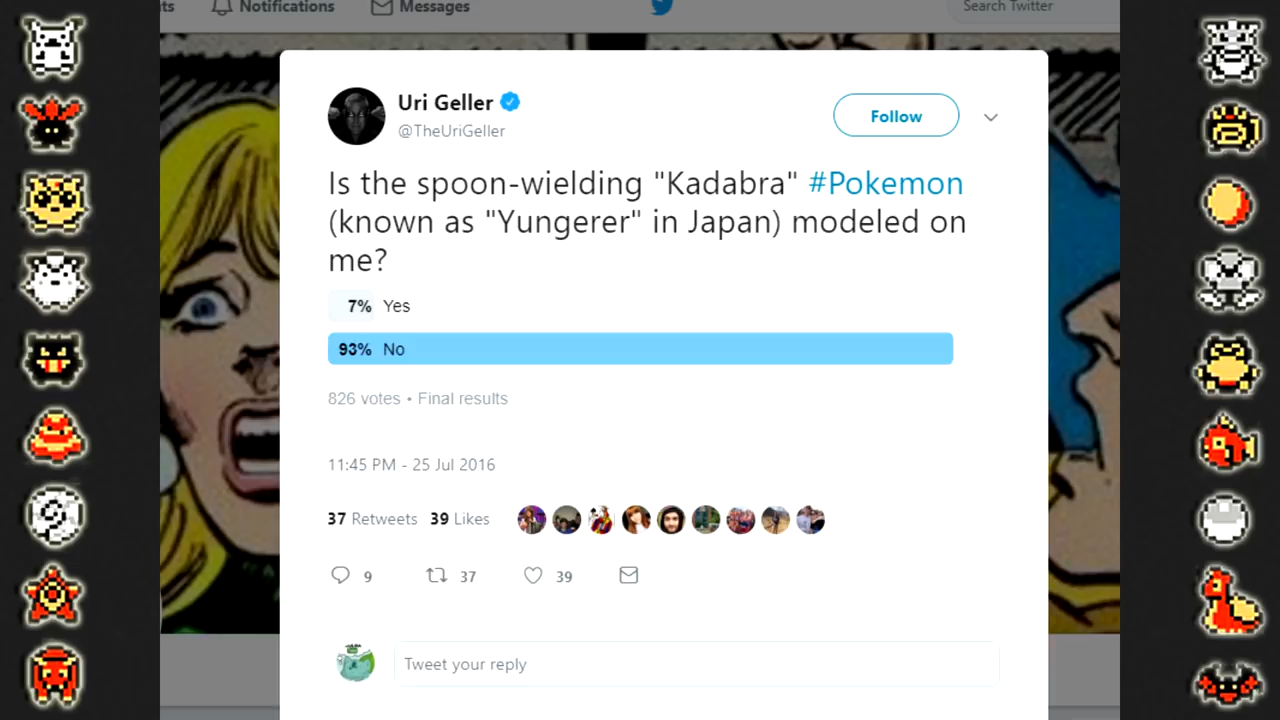 ts Notifications Messages Search Twitter
Uri Geller
@TheUriGeller
Follow
Is the spoon-wielding "Kadabra" #Pokemon
(known as "Yungerer" in Japan) modeled on
me?
7% Yes
93% No
826 votes • Final results
11:45 PM - 25 Jul 2016
37 Retweets 39 Likes
9 37 39
Tweet your reply